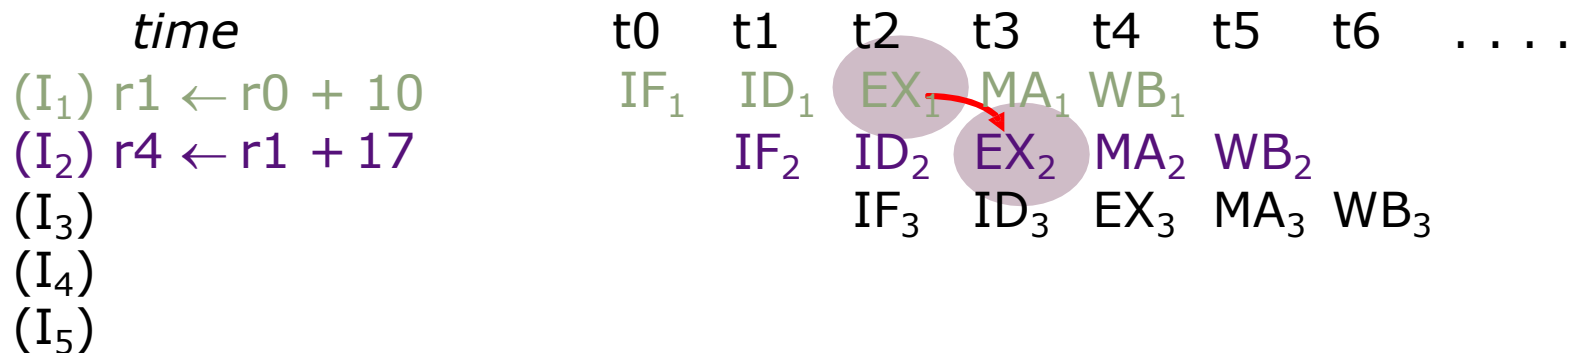 time t0 t1 t2 t3 t4 t5 t6 . . . .
(I₁) r1 ← r0 + 10 IF₁ ID₁ EX₁ MA₁ WB₁
(I₂) r4 ← r1 + 17 IF₂ ID₂ EX₂ MA₂ WB₂
(I₃) IF₃ ID₃ EX₃ MA₃ WB₃
(I₄)
(I₅)